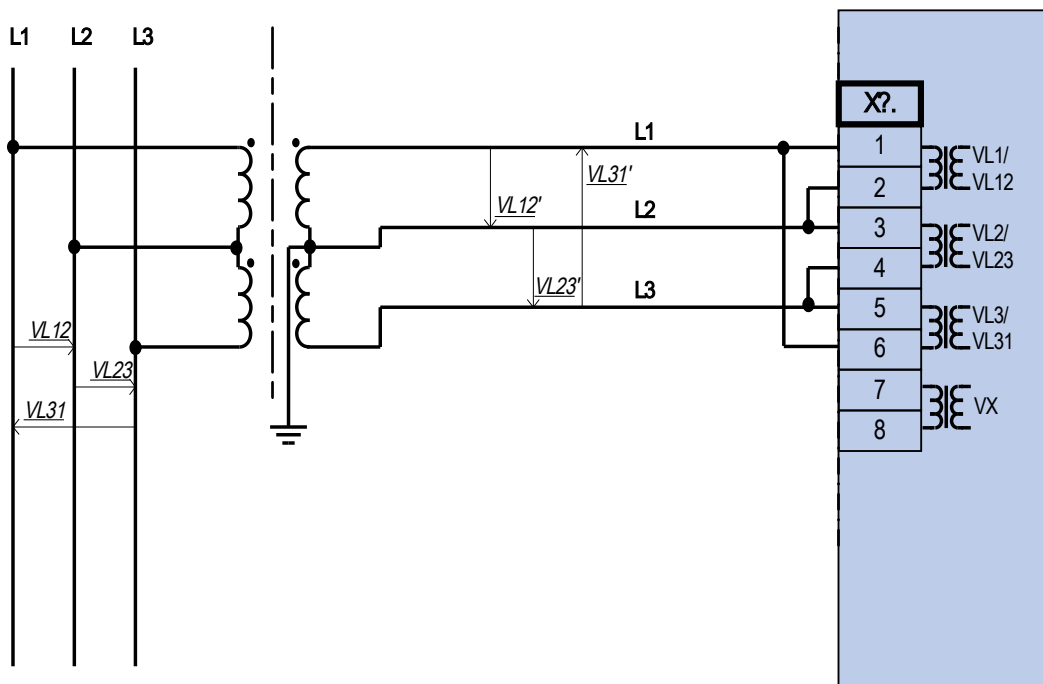 L1 L2 L3
X?.
L1
1
VL1/
VL12
VL31'
2
VL12'
L2
3
VL2/
VL23
4
VL23'
L3
5
VL3/
VL31
VL12
6
VL23
7
VX
VL31
8